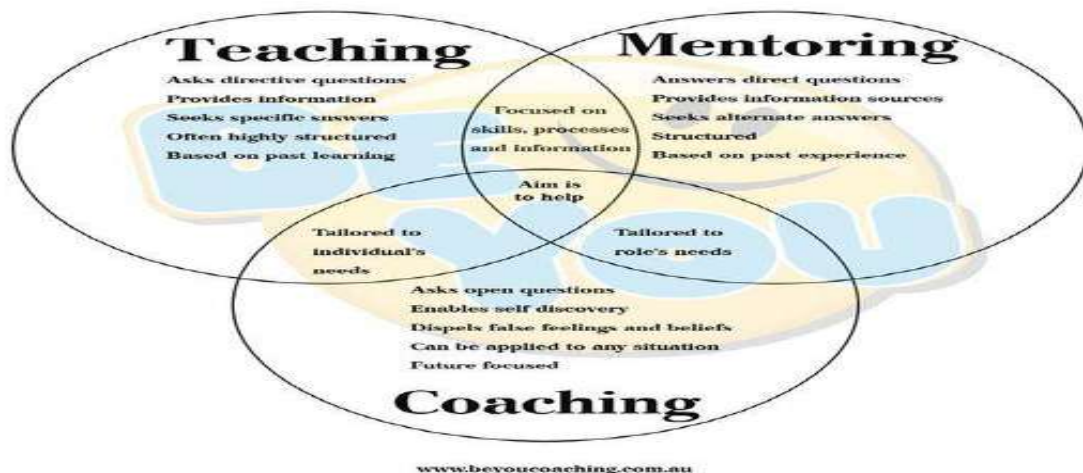 Teaching
Asks directive questions
Provides information
Seeks specific snswers
Often highly structured
Based on past learning
Mentoring
Answers direct questions
Provides information sources
Seeks alternate answers
Structured
Based on past experience
Focused on
skills, processes
and information
Aim is
to help
Tailored to
individual's
needs
Tailored to
role's needs
Asks open questions
Enables self discovery
Dispels false feelings and beliefs
Can be applied to any situation
Future focused
Coaching
BE
YOU
www.beyoucoaching.com.au